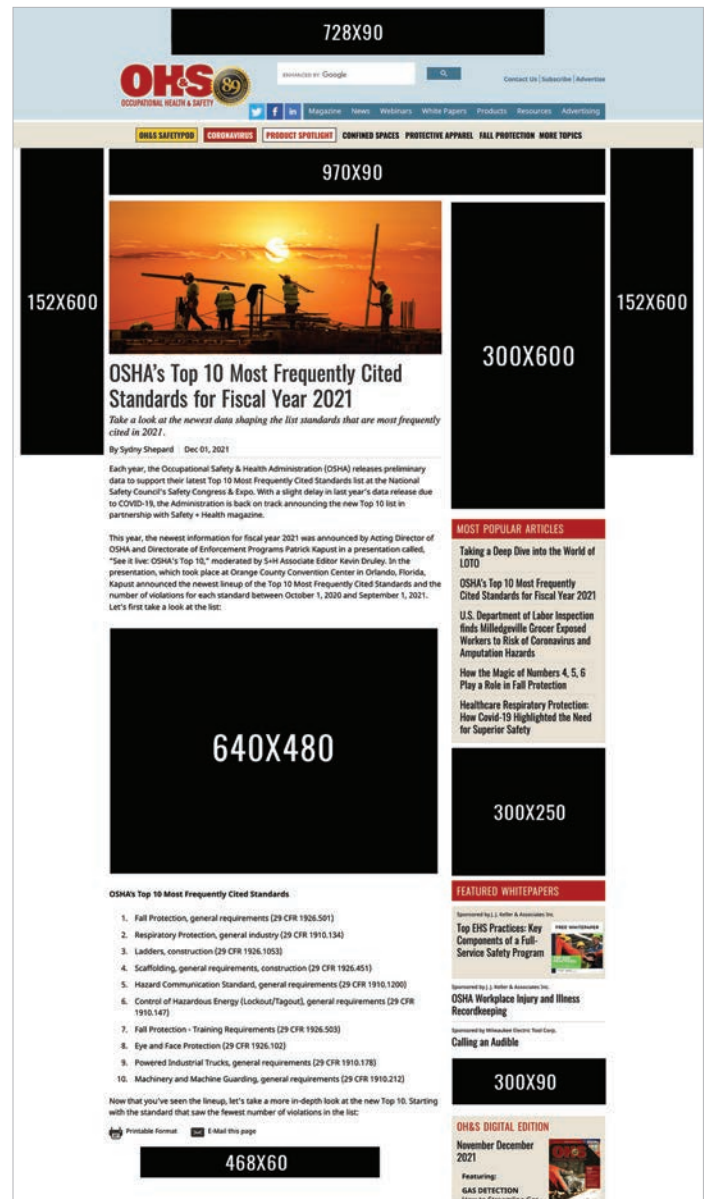 728X90
ENHANCED BY Google
Contact Us | Subscribe | Advertise
OH&S 89
OCCUPATIONAL HEALTH & SAFETY
Magazine News Webinars White Papers Products Resources Advertising
OH&S SAFETYPOD CORONAVIRUS PRODUCT SPOTLIGHT CONFINED SPACES PROTECTIVE APPAREL FALL PROTECTION MORE TOPICS
970X90
152X600
152X600
300X600
OSHA's Top 10 Most Frequently Cited
Standards for Fiscal Year 2021
Take a look at the newest data shaping the list standards that are most frequently
cited in 2021.
By Sydny Shepard | Dec 01, 2021
Each year, the Occupational Safety & Health Administration (OSHA) releases preliminary
data to support their latest Top 10 Most Frequently Cited Standards list at the National
Safety Council's Safety Congress & Expo. With a slight delay in last year's data release due
to COVID-19, the Administration is back on track announcing the new Top 10 list in
partnership with Safety + Health magazine.
This year, the newest information for fiscal year 2021 was announced by Acting Director of
OSHA and Directorate of Enforcement Programs Patrick Kapust in a presentation called,
"See it live: OSHA's Top 10," moderated by S+H Associate Editor Kevin Druley. In the
presentation, which took place at Orange County Convention Center in Orlando, Florida,
Kapust announced the newest lineup of the Top 10 Most Frequently Cited Standards and the
number of violations for each standard between October 1, 2020 and September 1, 2021.
Let's first take a look at the list:
640X480
OSHA's Top 10 Most Frequently Cited Standards
1. Fall Protection, general requirements (29 CFR 1926.501)
2. Respiratory Protection, general industry (29 CFR 1910.134)
3. Ladders, construction (29 CFR 1926.1053)
4. Scaffolding, general requirements, construction (29 CFR 1926.451)
5. Hazard Communication Standard, general requirements (29 CFR 1910.1200)
6. Control of Hazardous Energy (Lockout/Tagout), general requirements (29 CFR
1910.147)
7. Fall Protection - Training Requirements (29 CFR 1926.503)
8. Eye and Face Protection (29 CFR 1926.102)
9. Powered Industrial Trucks, general requirements (29 CFR 1910.178)
10. Machinery and Machine Guarding, general requirements (29 CFR 1910.212)
Now that you've seen the lineup, let's take a more in-depth look at the new Top 10. Starting
with the standard that saw the fewest number of violations in the list:
Printable Format E-Mail this page
468X60
MOST POPULAR ARTICLES
Taking a Deep Dive into the World of
LOTO
OSHA's Top 10 Most Frequently
Cited Standards for Fiscal Year 2021
U.S. Department of Labor Inspection
finds Milledgeville Grocer Exposed
Workers to Risk of Coronavirus and
Amputation Hazards
How the Magic of Numbers 4, 5, 6
Play a Role in Fall Protection
Healthcare Respiratory Protection:
How Covid-19 Highlighted the Need
for Superior Safety
300X250
FEATURED WHITEPAPERS
Sponsored by J. J. Keller & Associates Inc.
Top EHS Practices: Key
Components of a Full-
Service Safety Program
FREE WHITEPAPER
Sponsored by J. J. Keller & Associates Inc.
OSHA Workplace Injury and Illness
Recordkeeping
Sponsored by Milwaukee Electric Tool Corp.
Calling an Audible
300X90
OH&S DIGITAL EDITION
November December
2021
Featuring:
GAS DETECTION
OH&S